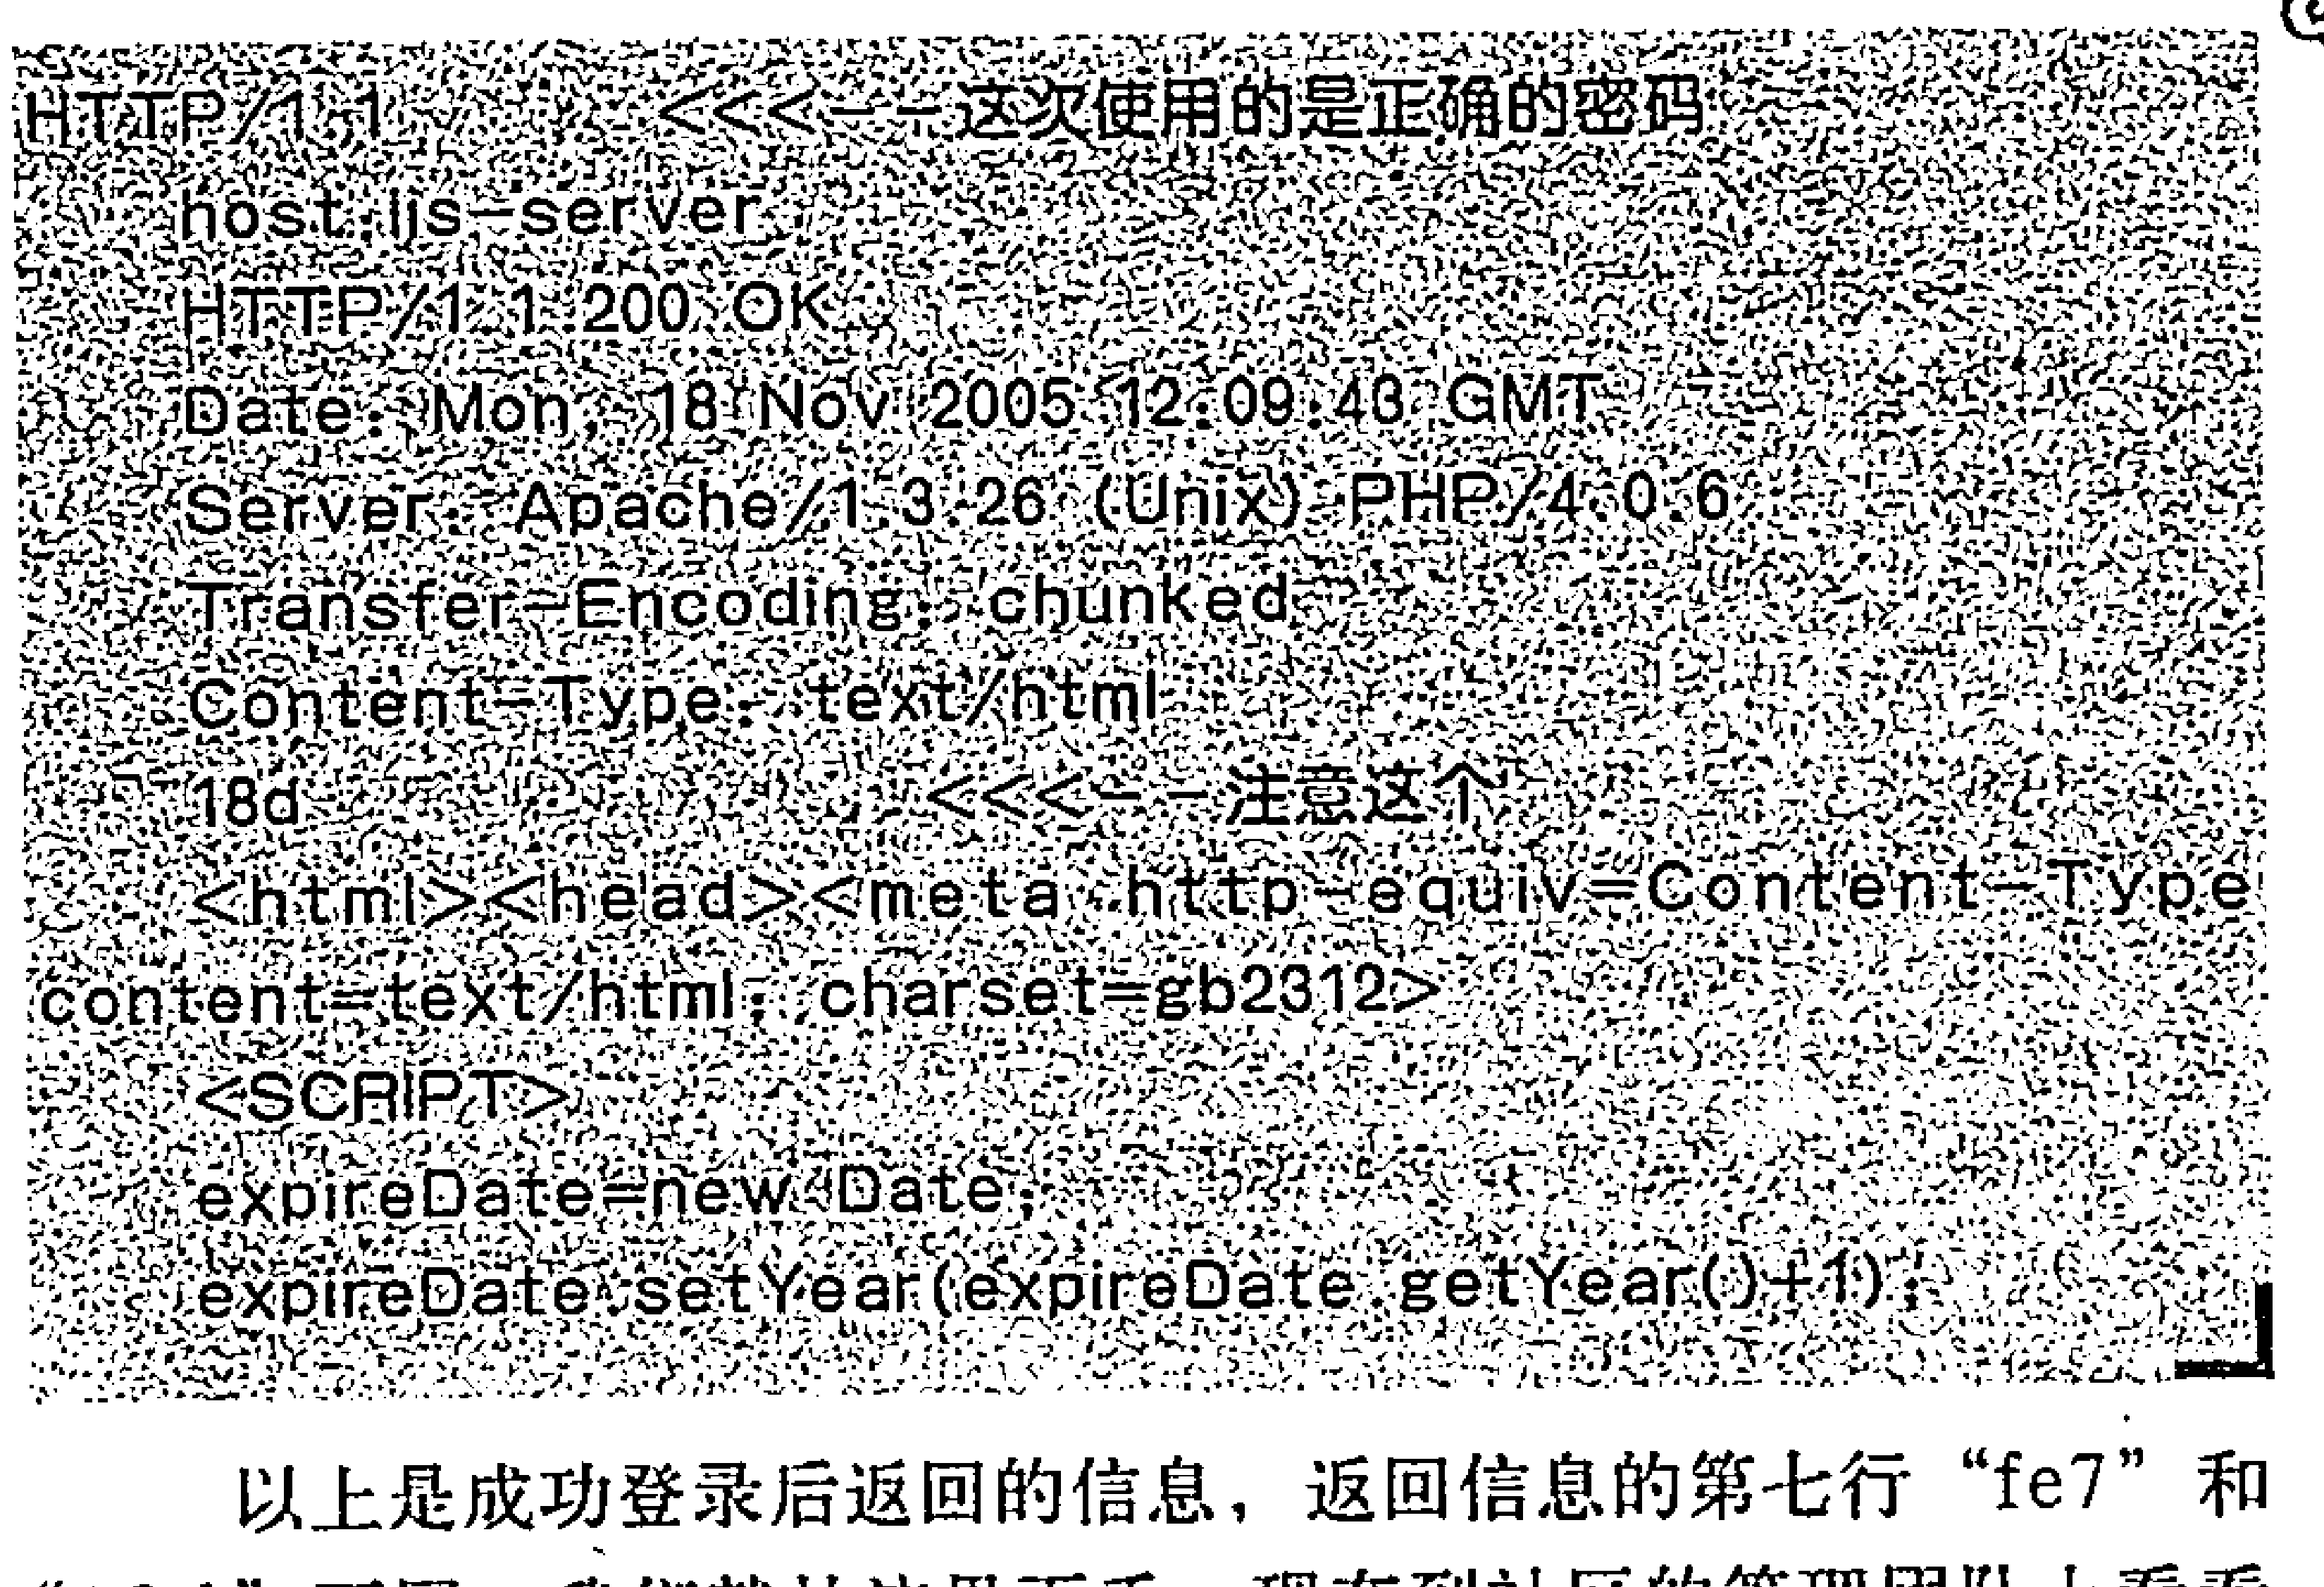 HTTP/1.1 <<<--这次使用的是正确的密码
host:lis-server
HTTP/1.1 200 OK
Date: Mon, 18 Nov 2005 12:09:43 GMT
Server: Apache/1.3.26 (Unix) PHP/4.0.6
Transfer-Encoding: chunked
Content-Type: text/html
18d <<<--注意这个
<html><head><meta http-equiv=Content-Type
content=text/html; charset=gb2312>
<SCRIPT>
expireDate=new Date;
expireDate.setYear(expireDate.getYear()+1);
以上是成功登录后返回的信息，返回信息的第七行“fe7”和